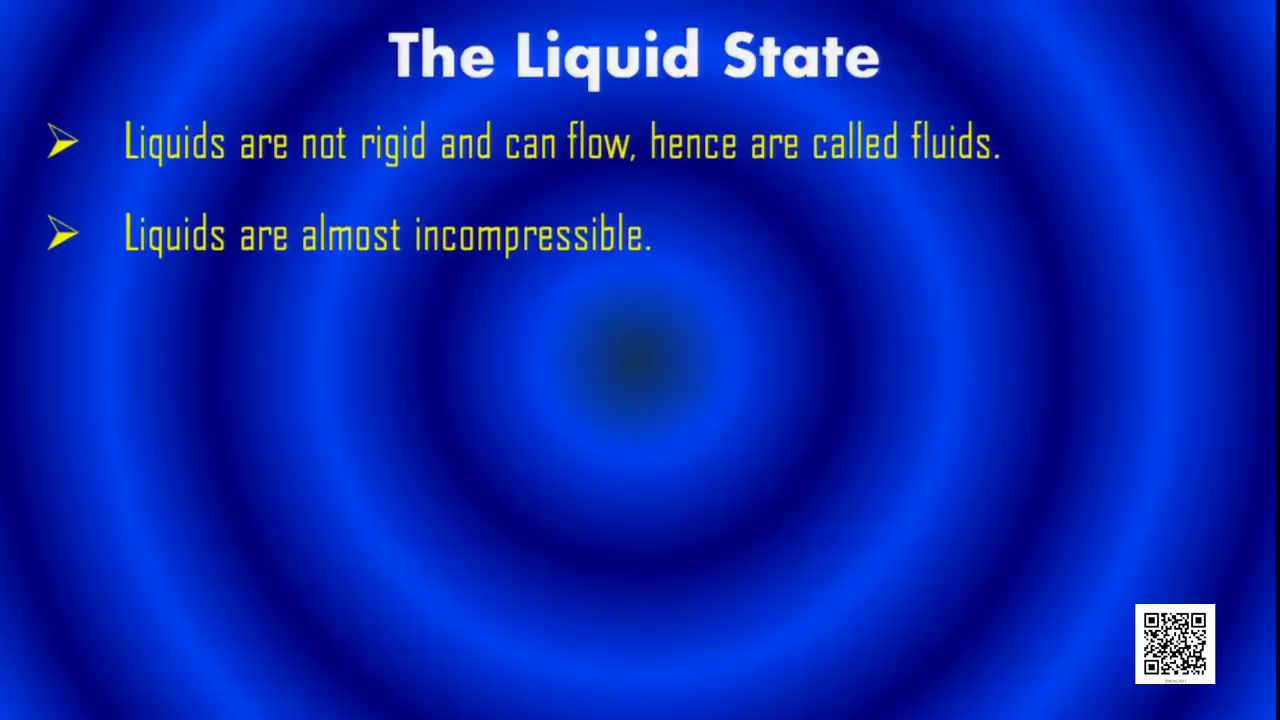 The Liquid State
Liquids are not rigid and can flow, hence are called fluids.
Liquids are almost incompressible.